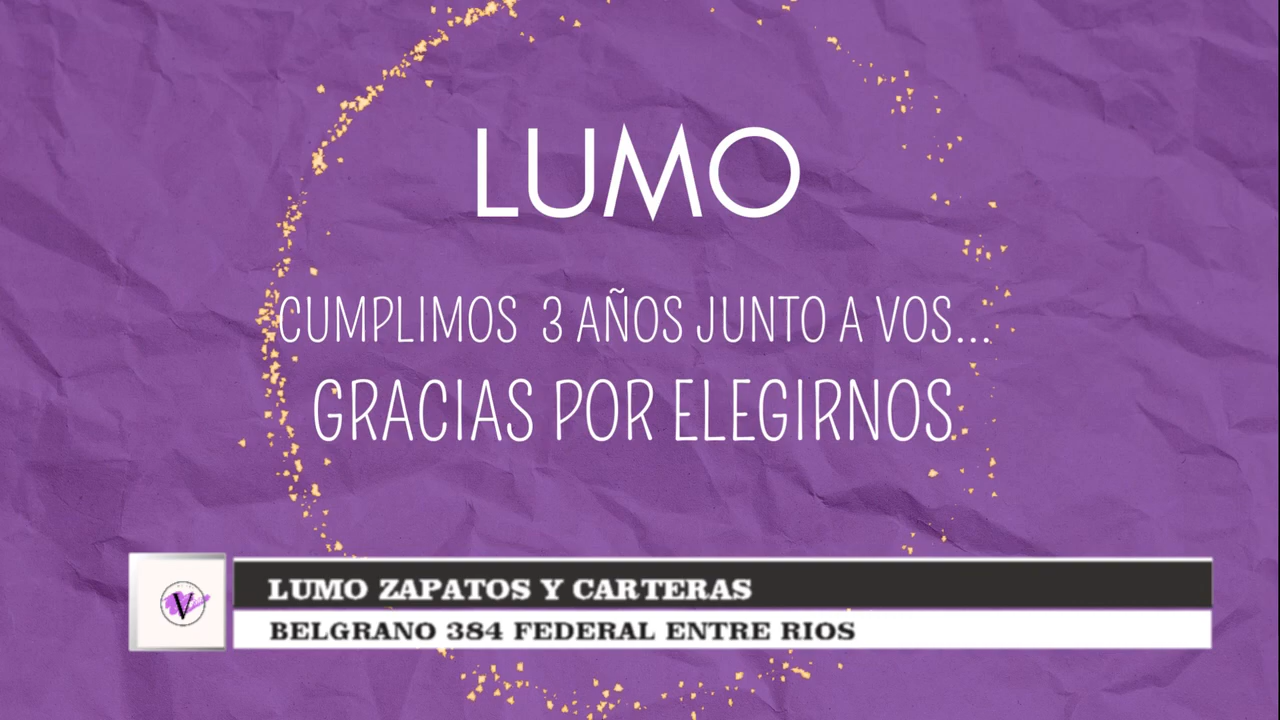 LUMO
CUMPLIMOS 3 AÑOS JUNTO A VOS...
GRACIAS POR ELEGIRNOS
V
LUMO ZAPATOS Y CARTERAS
BELGRANO 384 FEDERAL ENTRE RIOS